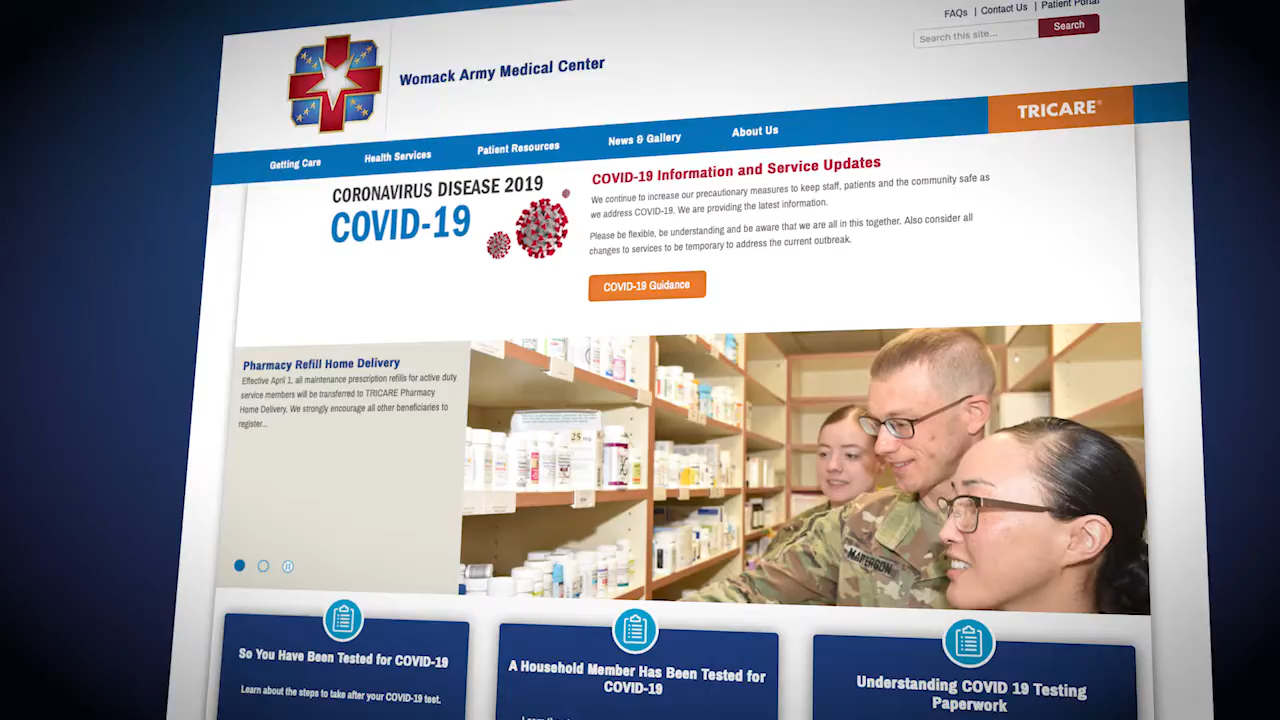 FAQs | Contact Us | Patient Portal
Search this site...
Search
Womack Army Medical Center
TRICARE
Getting Care
Health Services
Patient Resources
News & Gallery
About Us
CORONAVIRUS DISEASE 2019
COVID-19
COVID-19 Information and Service Updates
We continue to increase our precautionary measures to keep staff, patients and the community safe as
we address COVID-19. We are providing the latest information.
Please be flexible, be understanding and be aware that we are all in this together. Also consider all
changes to services to be temporary to address the current outbreak.
COVID-19 Guidance
Pharmacy Refill Home Delivery
Effective April 1, all maintenance prescription refills for active duty
service members will be transferred to TRICARE Pharmacy
Home Delivery. We strongly encourage all other beneficiaries to
register...
25
So You Have Been Tested for COVID-19
Learn about the steps to take after your COVID-19 test.
A Household Member Has Been Tested for
COVID-19
Understanding COVID 19 Testing
Paperwork